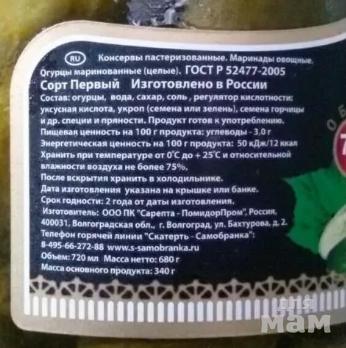 RU Консервы пастеризованные. Маринады овощные.
Огурцы маринованные (целые). ГОСТ Р 52477-2005
Сорт Первый Изготовлено в России
Состав: огурцы, вода, сахар, соль, регулятор кислотности:
уксусная кислота, укроп (семена или зелень), семена горчицы
и др. специи и пряности. Продукт готов к употреблению.
Пищевая ценность на 100 г продукта: углеводы - 3.0 г
Энергетическая ценность на 100 г продукта: 50 кДж/12 ккал
Хранить при температуре от 0°С до + 25°С и относительной
влажности воздуха не более 75%.
После вскрытия хранить в холодильнике.
Дата изготовления указана на крышке или банке.
Срок годности: 2 года от даты изготовления.
Изготовитель: ООО ПК "Сарепта - ПомидорПром", Россия,
400031, Волгоградская обл., г. Волгоград, ул. Бахтурова, д. 2.
Телефон горячей линии "Скатерть - Самобранка":
8-495-66-272-88 www.s-samobranka.ru
Объем: 720 мл Масса нетто: 680 г
Масса основного продукта: 340 г
для
мам